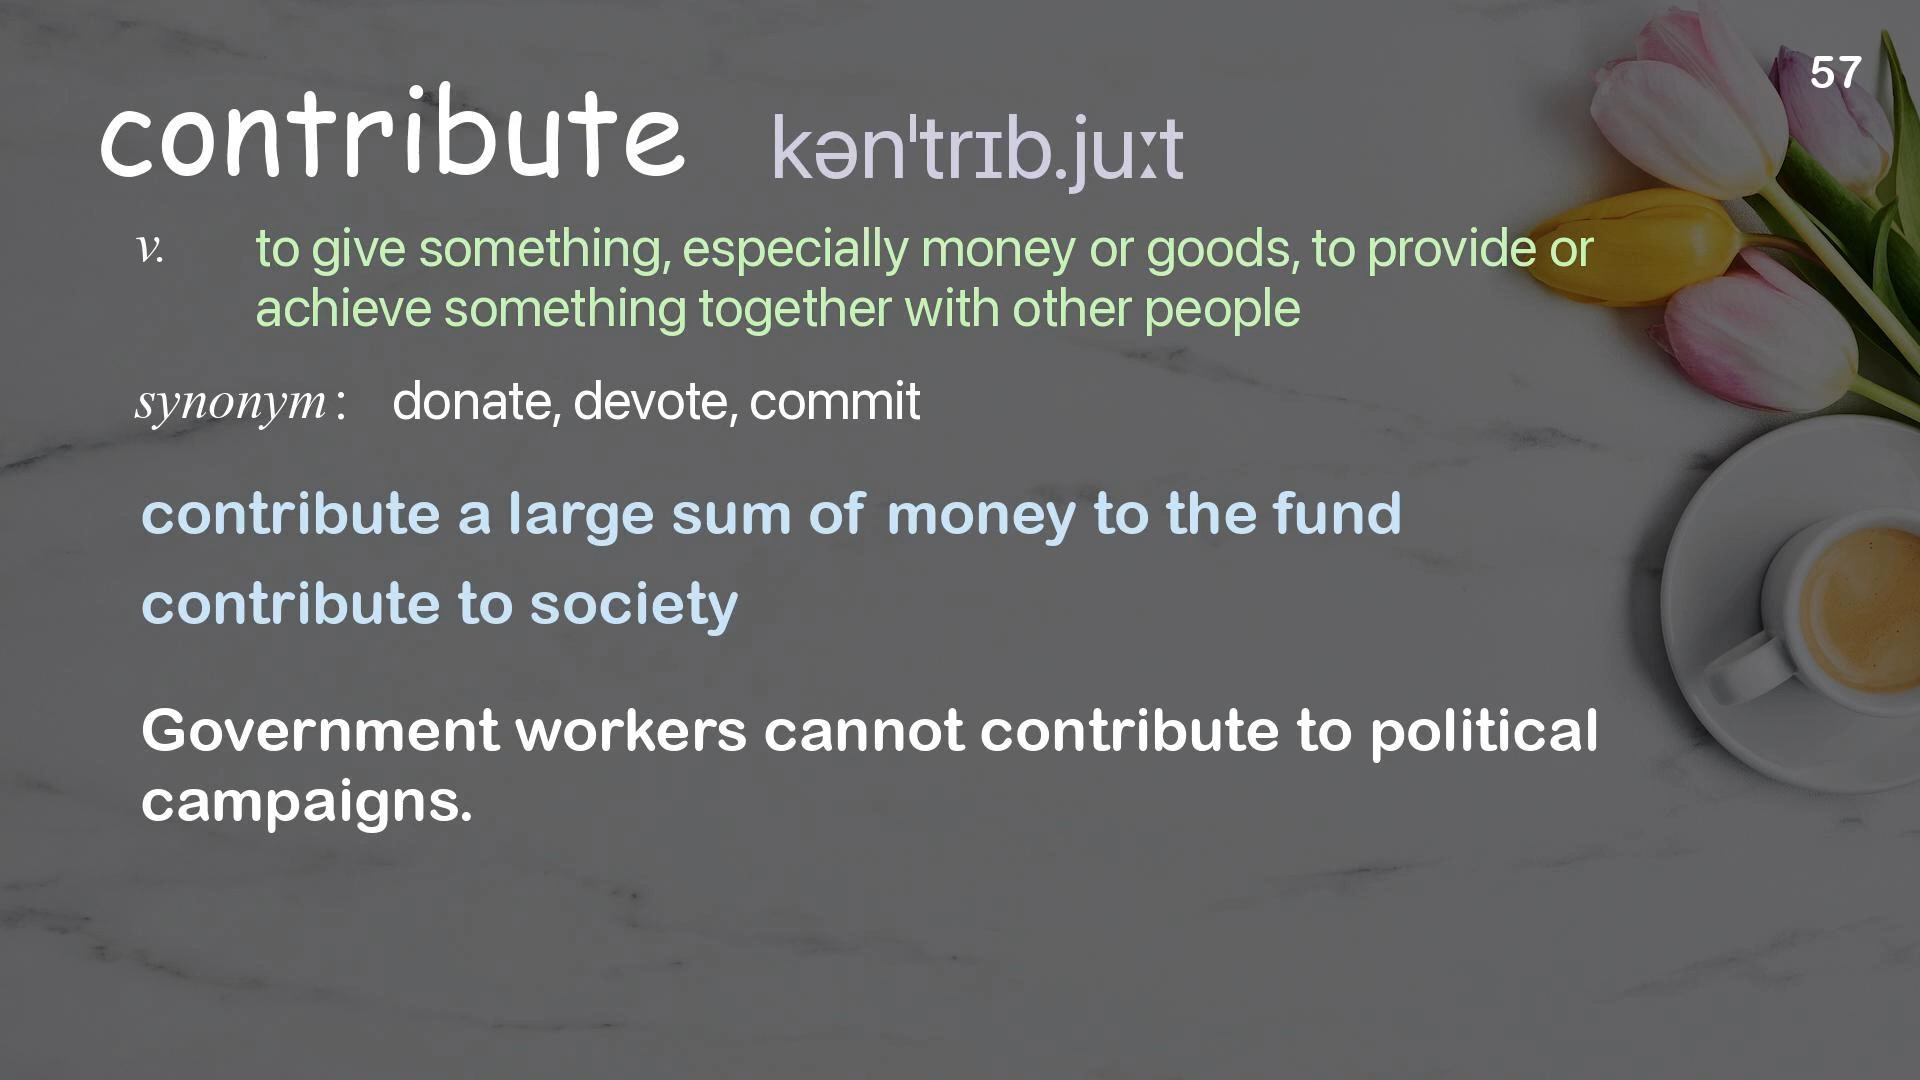 57
contribute kənˈtrɪb.juːt
v. to give something, especially money or goods, to provide or
achieve something together with other people
synonym : donate, devote, commit
contribute a large sum of money to the fund
contribute to society
Government workers cannot contribute to political
campaigns.